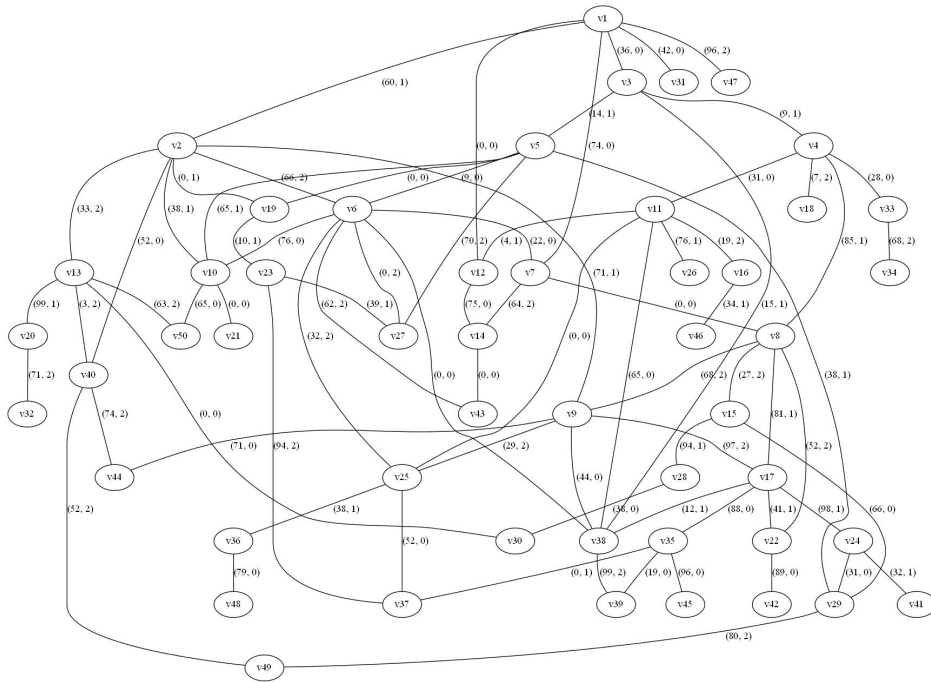 v1
(36, 0) (42, 0) (96, 2)
v3 v31 v47
(60, 1)
(14, 1) (9, 1)
v2 (0, 0) v5 (74, 0) v4
(0, 1) (66, 2) (0, 0) (9, 0) (31, 0) (7, 2) (28, 0)
(33, 2) (38, 1) (65, 1) v19 v6 v11 v18 v33
(52, 0) (10, 1) (76, 0) (70, 2) (4, 1) (22, 0) (76, 1) (19, 2) (85, 1) (68, 2)
v13 v10 v23 (0, 2) (71, 1) v12 v7 v26 v16 v34
(99, 1) (3, 2) (63, 2) (65, 0) (0, 0) (62, 2) (39, 1) (75, 0) (64, 2) (0, 0) (34, 1) (15, 1)
v20 v50 v21 (32, 2) v27 v14 (0, 0) v46 v8
(71, 2) v40 (0, 0) (0, 0) (65, 0) (68, 2) (27, 2) (38, 1)
v32 (74, 2) (0, 0) v43 v9 v15 (81, 1) (52, 2)
(71, 0) (94, 2) (29, 2) (44, 0) (94, 1) (97, 2)
v44 v25 v28 v17
(52, 2) (38, 1) (38, 0) (12, 1) (88, 0) (41, 1) (98, 1) (66, 0)
v36 (52, 0) v30 v38 v35 v22 v24
(79, 0) (0, 1) (99, 2) (19, 0) (96, 0) (89, 0) (31, 0) (32, 1)
v48 v37 v39 v45 v42 v29 v41
(80, 2)
v49